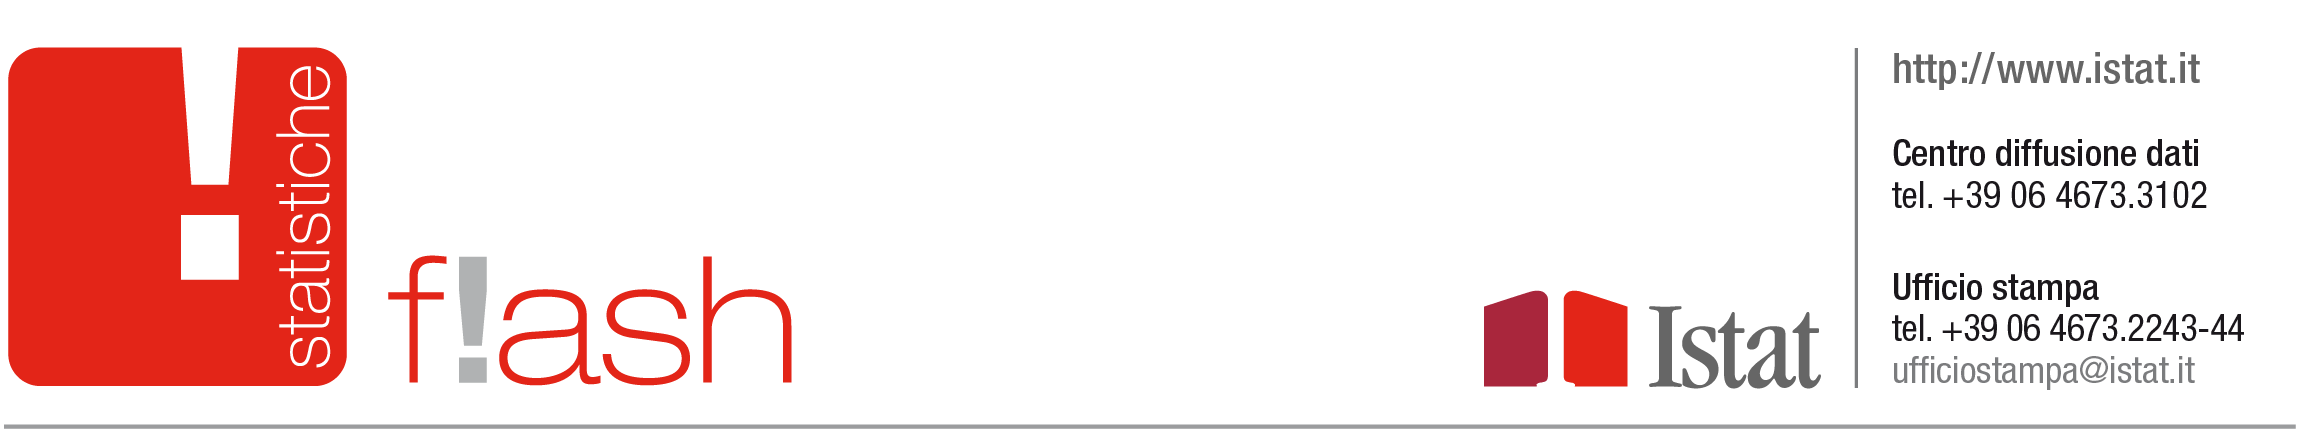 statistiche
f!ash
Istat
http://www.istat.it
Centro diffusione dati
tel. +39 06 4673.3102
Ufficio stampa
tel. +39 06 4673.2243-44
ufficiostampa@istat.it